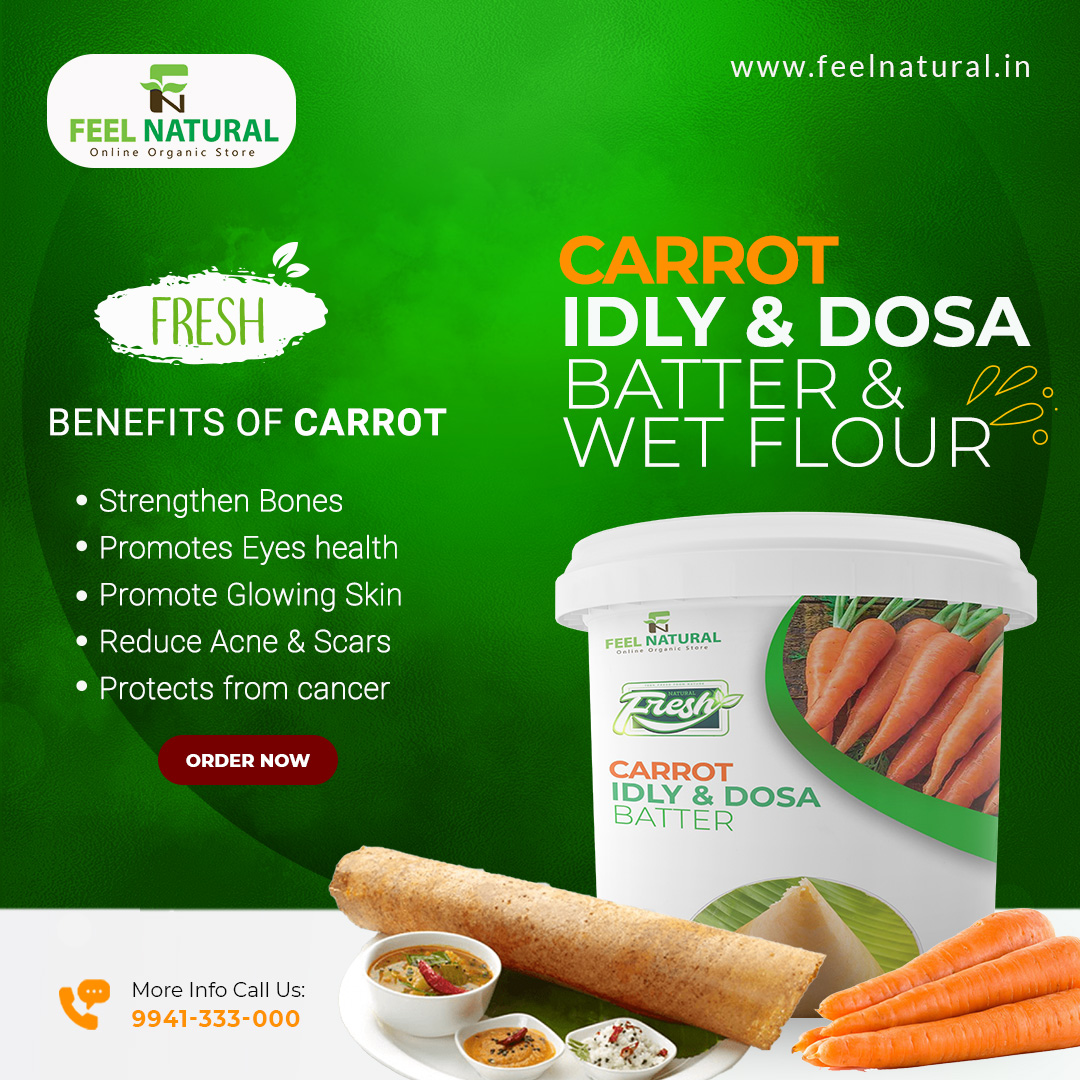 FEEL NATURAL
Online Organic Store
www.feelnatural.in
FRESH
BENEFITS OF CARROT
• Strengthen Bones
• Promotes Eyes health
• Promote Glowing Skin
• Reduce Acne & Scars
• Protects from cancer
ORDER NOW
CARROT
IDLY & DOSA
BATTER &
WET FLOUR
FEEL NATURAL
Online Organic Store
NATURAL
Fresh
CARROT
IDLY & DOSA
BATTER
More Info Call Us:
9941-333-000